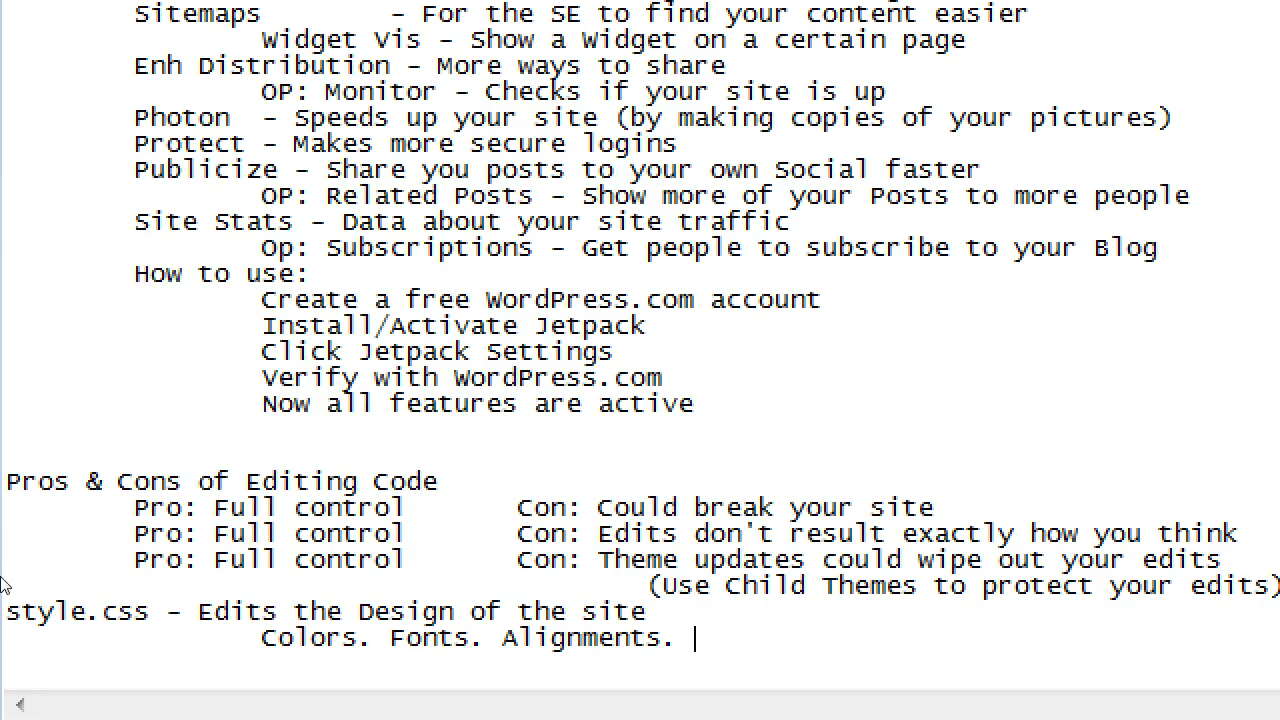 Sitemaps – For the SE to find your content easier
Widget Vis – Show a Widget on a certain page
Enh Distribution – More ways to share
OP: Monitor – Checks if your site is up
Photon – Speeds up your site (by making copies of your pictures)
Protect – Makes more secure logins
Publicize – Share you posts to your own Social faster
OP: Related Posts – Show more of your Posts to more people
Site Stats – Data about your site traffic
Op: Subscriptions – Get people to subscribe to your Blog
How to use:
Create a free WordPress.com account
Install/Activate Jetpack
Click Jetpack Settings
Verify with WordPress.com
Now all features are active
Pros & Cons of Editing Code
Pro: Full control Con: Could break your site
Pro: Full control Con: Edits don't result exactly how you think
Pro: Full control Con: Theme updates could wipe out your edits
(Use Child Themes to protect your edits)
style.css – Edits the Design of the site
Colors. Fonts. Alignments.